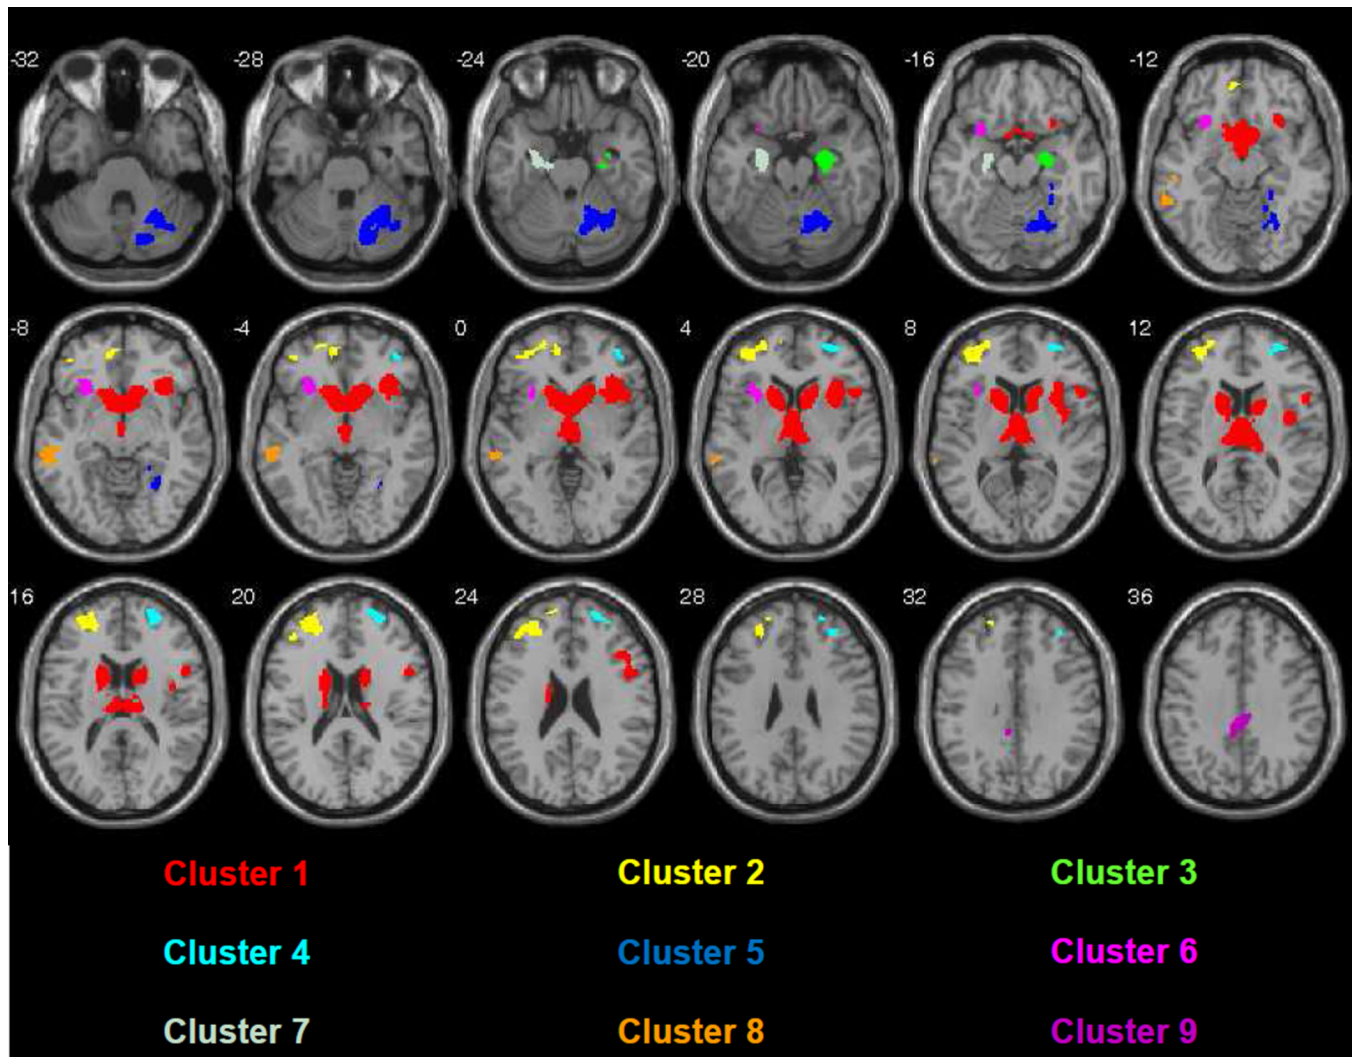 -32 -28 -24 -20 -16 -12
-8 -4 0 4 8 12
16 20 24 28 32 36
Cluster 1 Cluster 2 Cluster 3
Cluster 4 Cluster 5 Cluster 6
Cluster 7 Cluster 8 Cluster 9